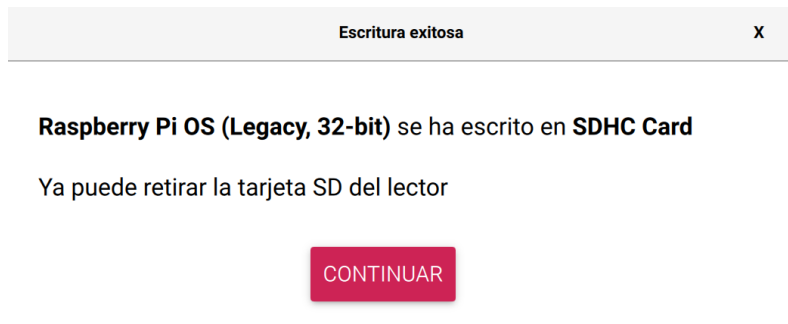 Escritura exitosa X
Raspberry Pi OS (Legacy, 32-bit) se ha escrito en SDHC Card
Ya puede retirar la tarjeta SD del lector
CONTINUAR